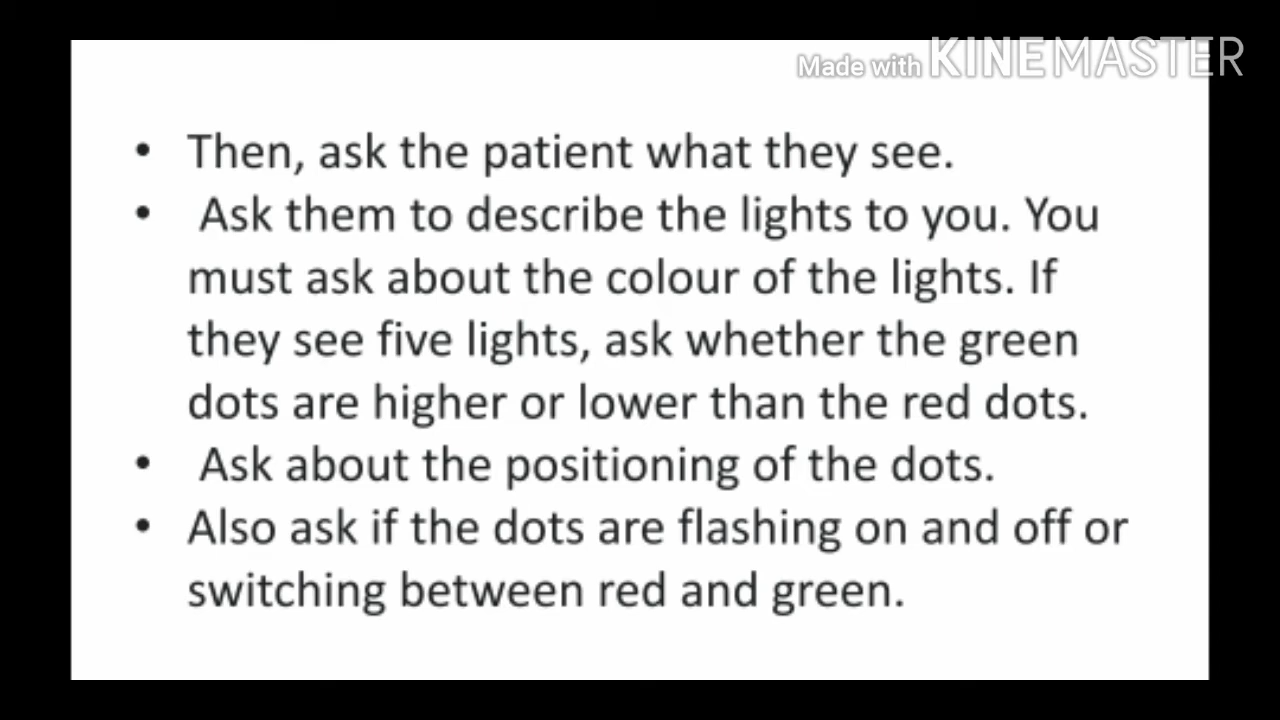 Made with KINEMASTER
• Then, ask the patient what they see.
• Ask them to describe the lights to you. You
must ask about the colour of the lights. If
they see five lights, ask whether the green
dots are higher or lower than the red dots.
• Ask about the positioning of the dots.
• Also ask if the dots are flashing on and off or
switching between red and green.